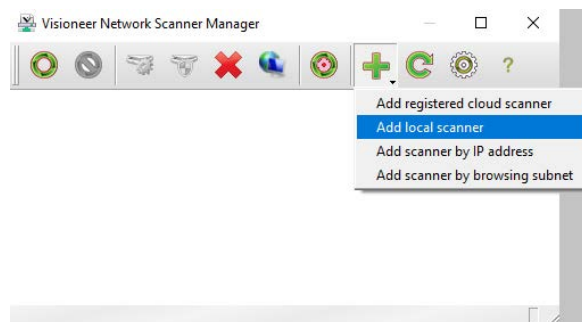 Visioneer Network Scanner Manager
?
Add registered cloud scanner
Add local scanner
Add scanner by IP address
Add scanner by browsing subnet